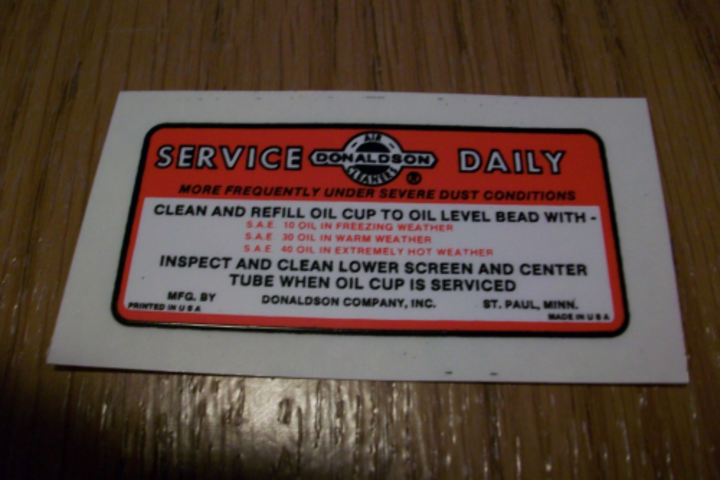 SERVICE AIR DONALDSON CLEANERS ® DAILY
MORE FREQUENTLY UNDER SEVERE DUST CONDITIONS
CLEAN AND REFILL OIL CUP TO OIL LEVEL BEAD WITH -
S.A.E. 10 OIL IN FREEZING WEATHER
S.A.E. 30 OIL IN WARM WEATHER
S.A.E. 40 OIL IN EXTREMELY HOT WEATHER
INSPECT AND CLEAN LOWER SCREEN AND CENTER
TUBE WHEN OIL CUP IS SERVICED
MFG. BY DONALDSON COMPANY, INC. ST. PAUL, MINN.
PRINTED IN U S A MADE IN U S A